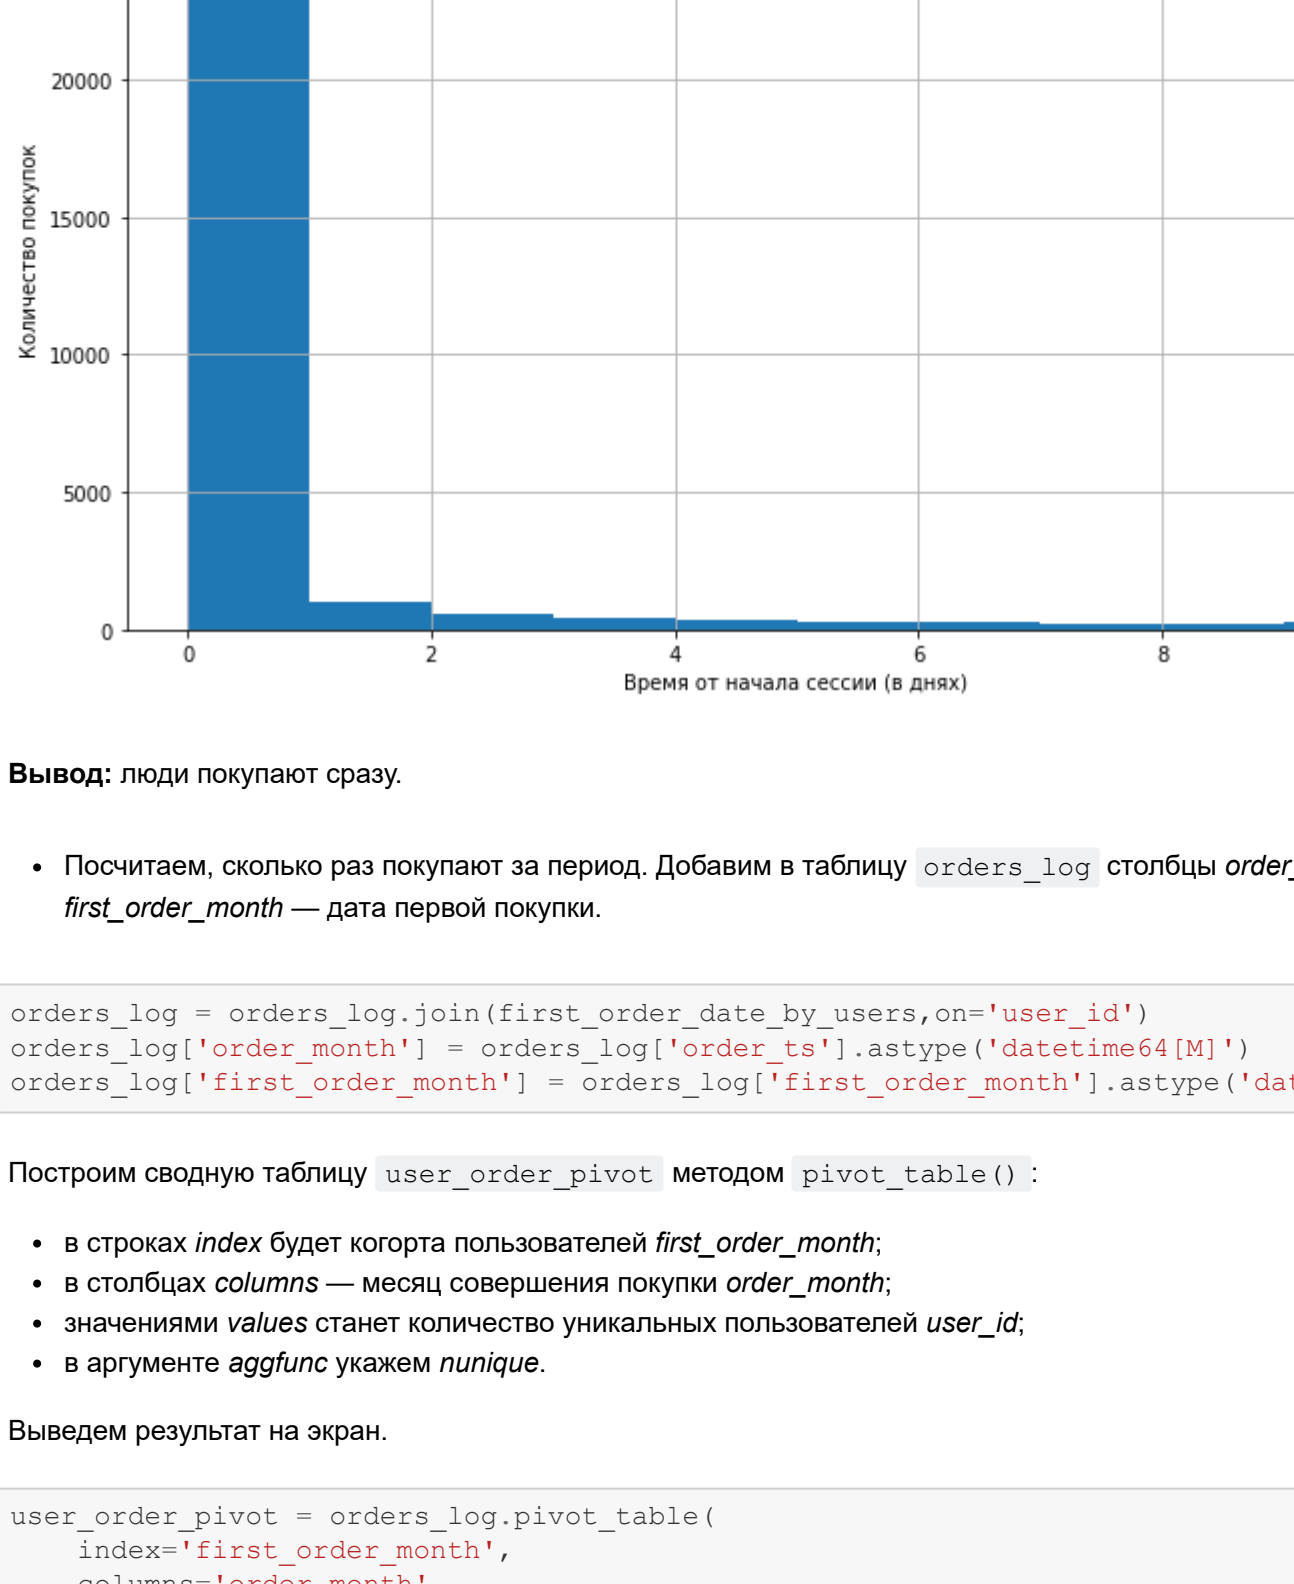 20000
15000
10000
5000
0
Количество покупок
0 2 4 6 8
Время от начала сессии (в днях)
Вывод: люди покупают сразу.
• Посчитаем, сколько раз покупают за период. Добавим в таблицу orders_log столбцы order_
first_order_month — дата первой покупки.
orders_log = orders_log.join(first_order_date_by_users,on='user_id')
orders_log['order_month'] = orders_log['order_ts'].astype('datetime64[M]')
orders_log['first_order_month'] = orders_log['first_order_month'].astype('dat
Построим сводную таблицу user_order_pivot методом pivot_table() :
• в строках index будет когорта пользователей first_order_month;
• в столбцах columns — месяц совершения покупки order_month;
• значениями values станет количество уникальных пользователей user_id;
• в аргументе aggfunc укажем nunique.
Выведем результат на экран.
user_order_pivot = orders_log.pivot_table(
index='first_order_month',
columns='order_month'